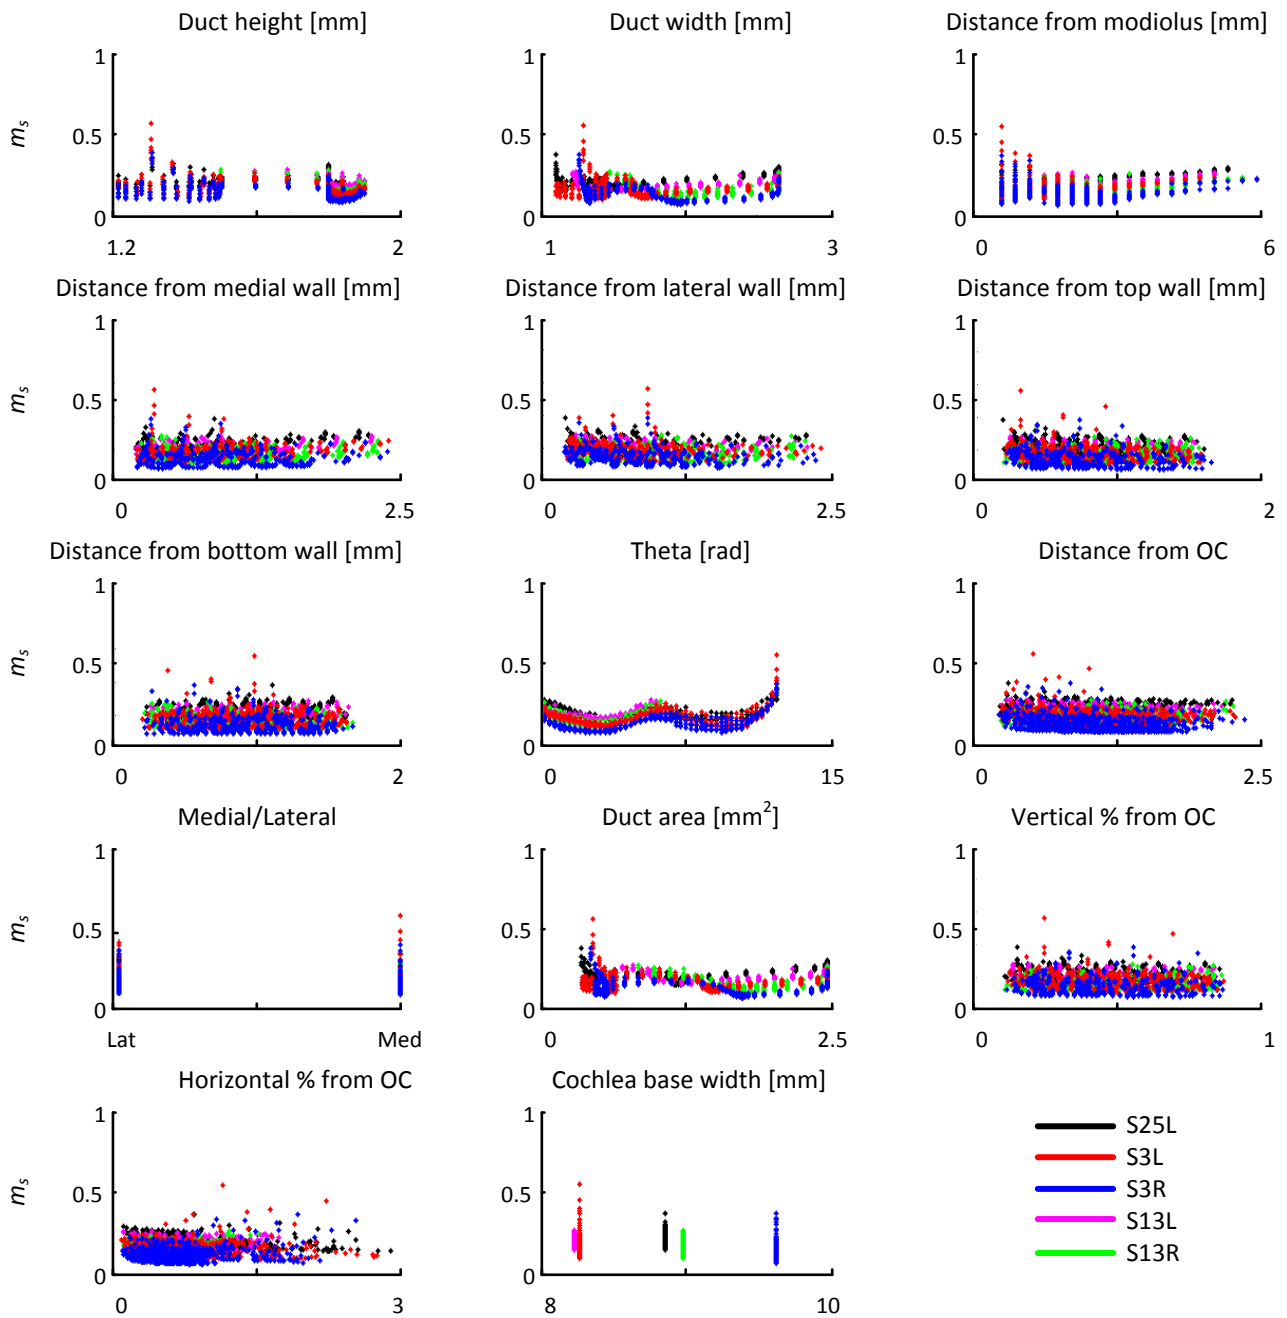 Duct height [mm] Duct width [mm] Distance from modiolus [mm]
1 1 1
m_s 0.5 0.5 0.5
0 0 0
1.2 2 1 3 0 6
Distance from medial wall [mm] Distance from lateral wall [mm] Distance from top wall [mm]
1 1 1
m_s 0.5 0.5 0.5
0 0 0
0 2.5 0 2.5 0 2
Distance from bottom wall [mm] Theta [rad] Distance from OC
1 1 1
m_s 0.5 0.5 0.5
0 0 0
0 2 0 15 0 2.5
Medial/Lateral Duct area [mm²] Vertical % from OC
1 1 1
m_s 0.5 0.5 0.5
0 0 0
Lat Med 0 2.5 0 1
Horizontal % from OC Cochlea base width [mm]
1 1
S25L
S3L
m_s 0.5 0.5 S3R
S13L
S13R
0 0
0 3 8 10